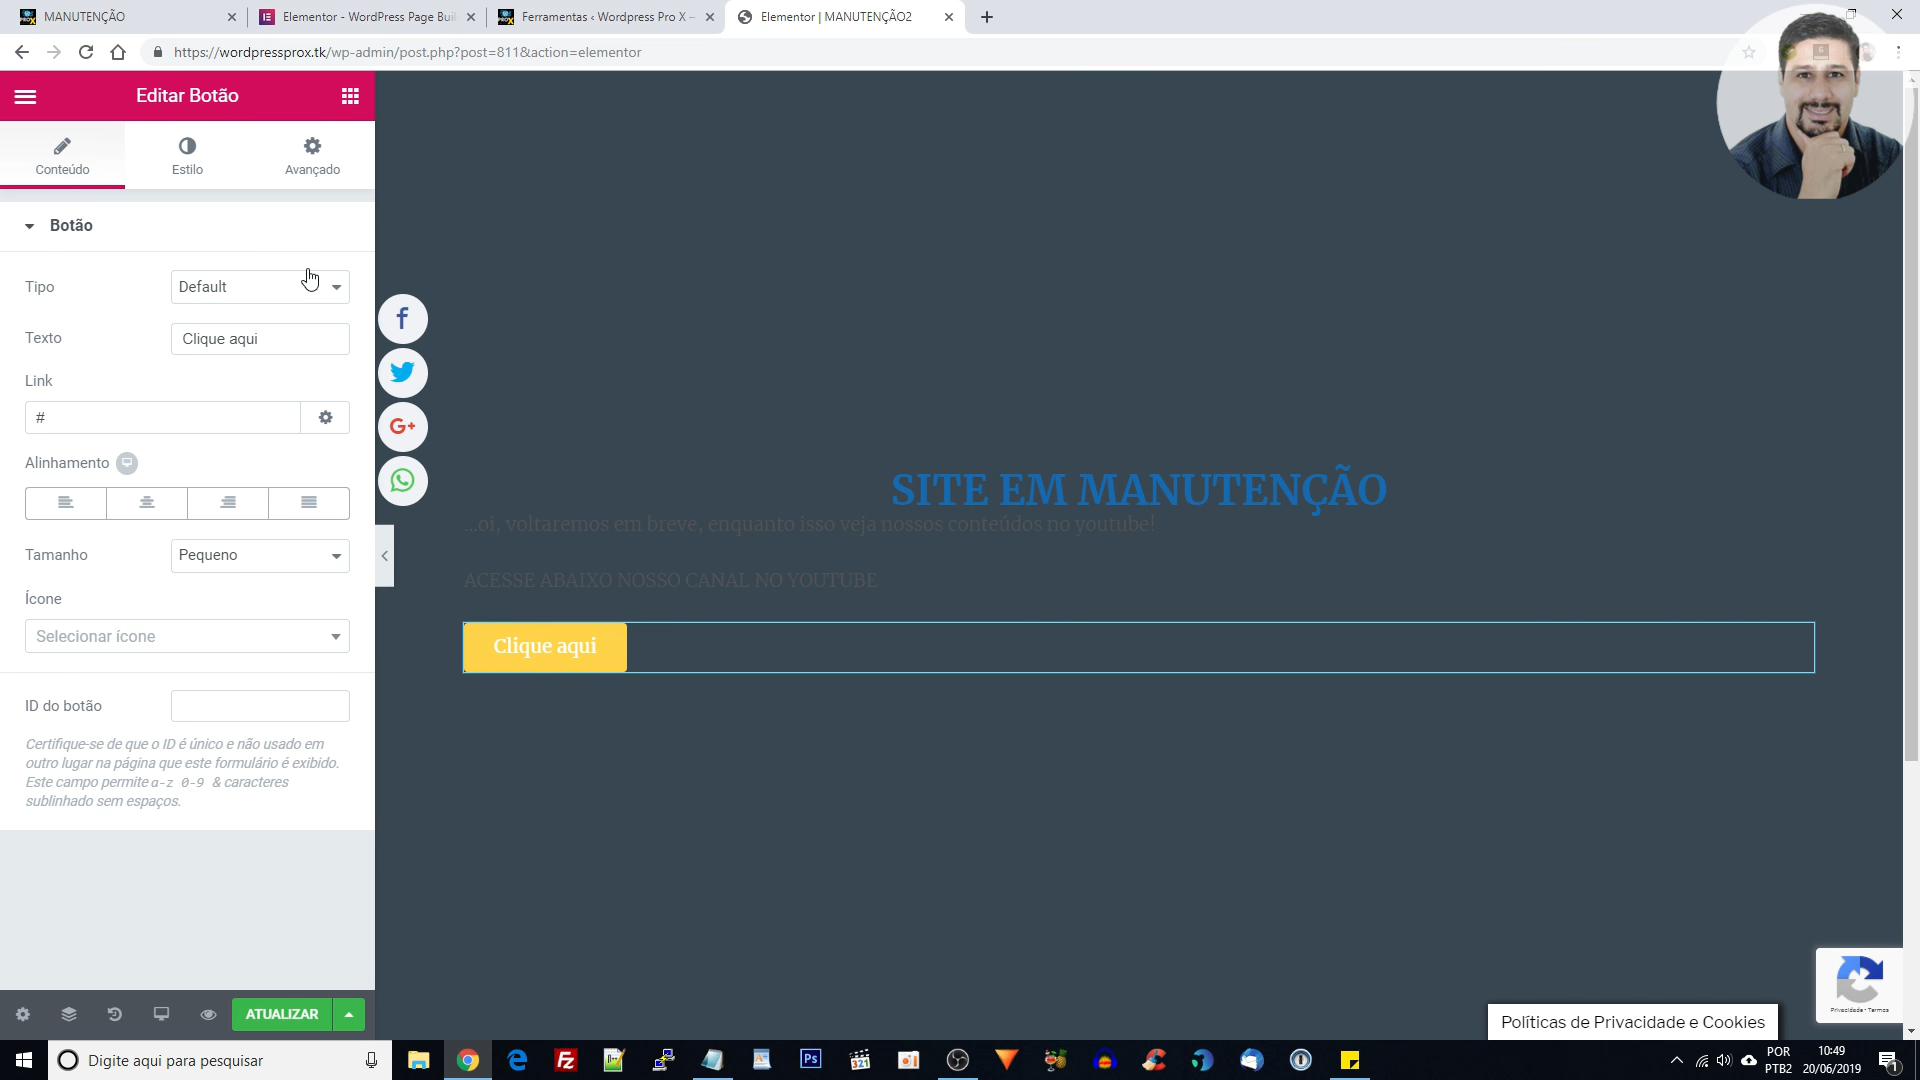 MANUTENÇÃO
Elementor - WordPress Page Buil
Ferramentas ‹ Wordpress Pro X –
Elementor | MANUTENÇÃO2
https://wordpressprox.tk/wp-admin/post.php?post=811&action=elementor
Editar Botão
Conteúdo
Estilo
Avançado
Botão
Tipo
Default
Texto
Clique aqui
Link
#
Alinhamento
Tamanho
Pequeno
Ícone
Selecionar ícone
ID do botão
Certifique-se de que o ID é único e não usado em
outro lugar na página que este formulário é exibido.
Este campo permite a-z 0-9 & caracteres
sublinhado sem espaços.
ATUALIZAR
SITE EM MANUTENÇÃO
...oi, voltaremos em breve, enquanto isso veja nossos conteúdos no youtube!
ACESSE ABAIXO NOSSO CANAL NO YOUTUBE
Clique aqui
Privacidade - Termos
Políticas de Privacidade e Cookies
Digite aqui para pesquisar
POR
PTB2
10:49
20/06/2019
1